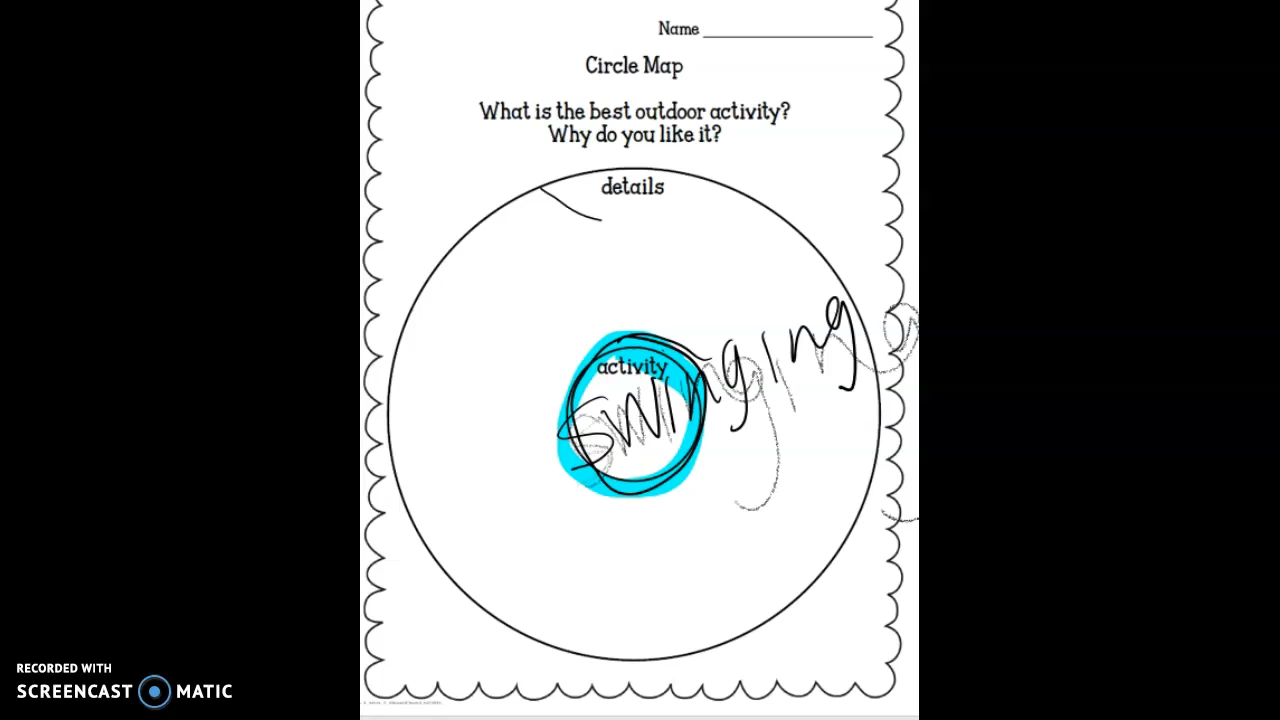 Name
Circle Map
What is the best outdoor activity?
Why do you like it?
details
activity
swinging
RECORDED WITH
SCREENCAST MATIC